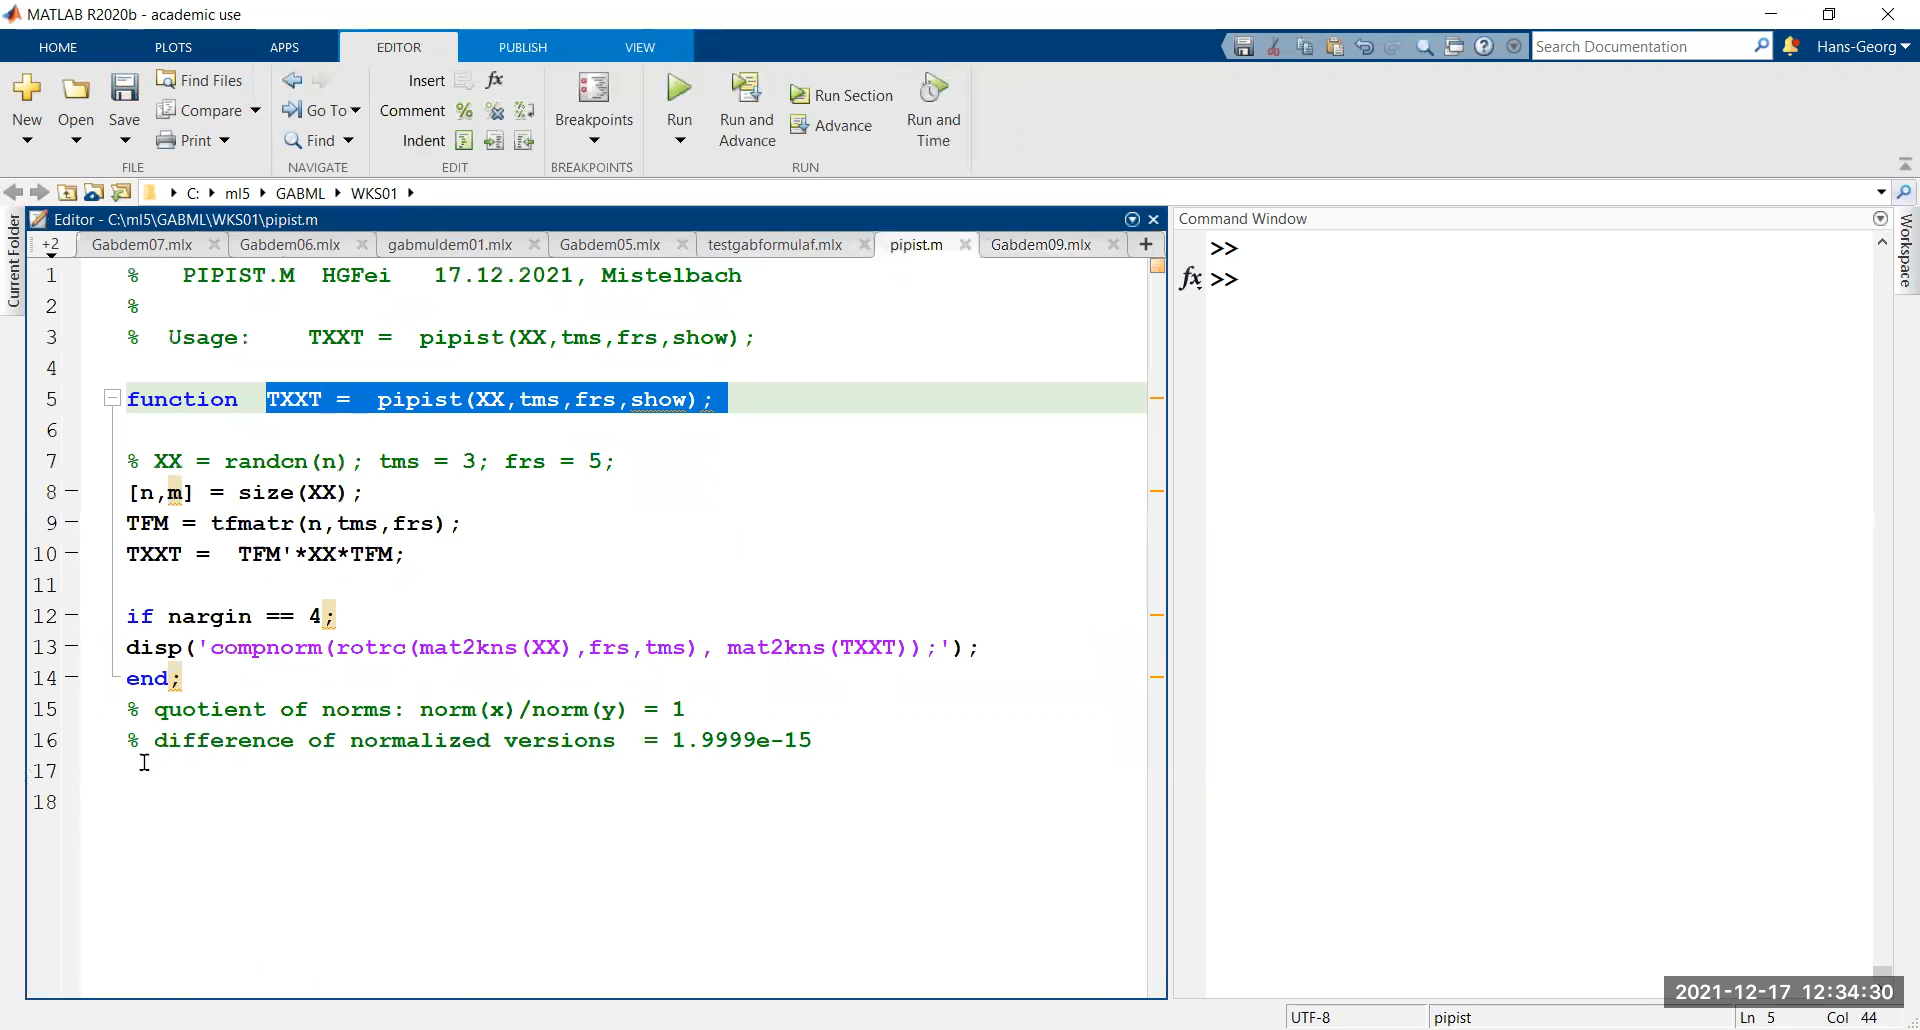 MATLAB R2020b - academic use
HOME PLOTS APPS EDITOR PUBLISH VIEW Search Documentation Hans-Georg
New Open Save Find Files Compare Print FILE
Go To Find NAVIGATE
Insert fx Comment Indent EDIT
Breakpoints BREAKPOINTS
Run Run and Advance Run Section Advance Run and Time RUN
C: ml5 GABML WKS01
Current Folder
Editor - C:\ml5\GABML\WKS01\pipist.m
+2 Gabdem07.mlx Gabdem06.mlx gabmuldem01.mlx Gabdem05.mlx testgabformulaf.mlx pipist.m Gabdem09.mlx +
1 % PIPIST.M HGFei 17.12.2021, Mistelbach
2 %
3 % Usage: TXXT = pipist(XX,tms,frs,show);
4
5 function TXXT = pipist(XX,tms,frs,show);
6
7 % XX = randcn(n); tms = 3; frs = 5;
8 [n,m] = size(XX);
9 TFM = tfmatr(n,tms,frs);
10 TXXT = TFM'*XX*TFM;
11
12 if nargin == 4;
13 disp('compnorm(rotrc(mat2kns(XX),frs,tms), mat2kns(TXXT));');
14 end;
15 % quotient of norms: norm(x)/norm(y) = 1
16 % difference of normalized versions = 1.9999e-15
17
18
Command Window
>>
fx >>
Workspace
2021-12-17 12:34:30
UTF-8 pipist Ln 5 Col 44